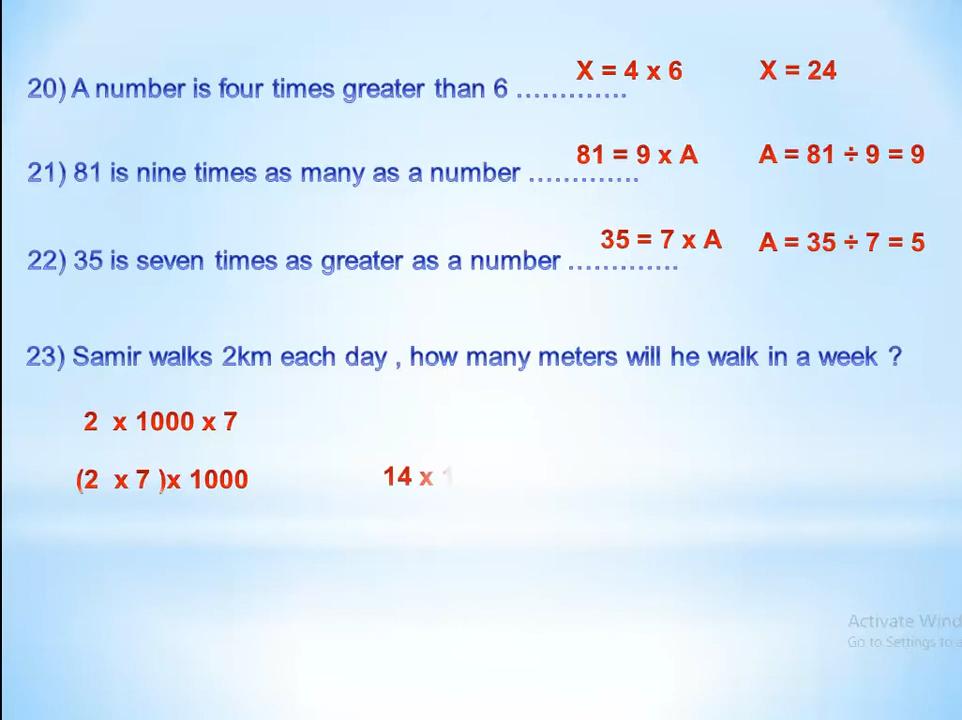 20) A number is four times greater than 6 ............. X = 4 x 6 X = 24
21) 81 is nine times as many as a number ............. 81 = 9 x A A = 81 ÷ 9 = 9
22) 35 is seven times as greater as a number ............. 35 = 7 x A A = 35 ÷ 7 = 5
23) Samir walks 2km each day , how many meters will he walk in a week ?
2 x 1000 x 7
(2 x 7 )x 1000 14 x 1
Activate Wind
Go to Settings to a